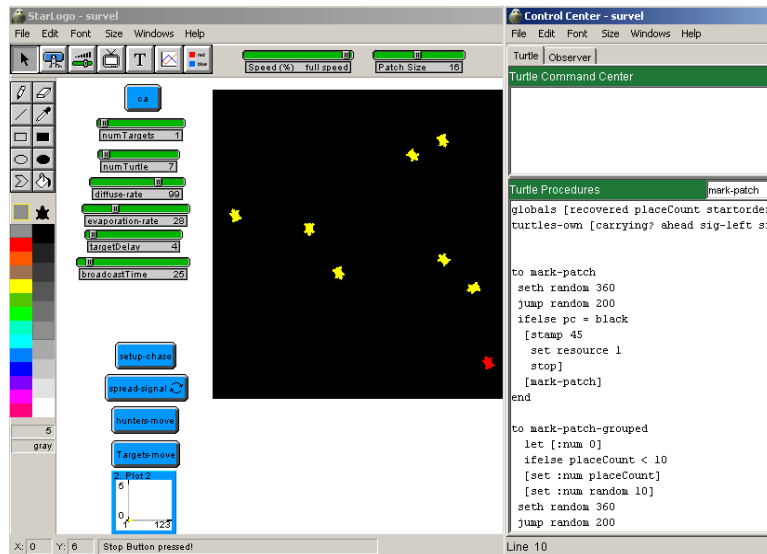 StarLogo - survel
File Edit Font Size Windows Help
T
red
blue
Speed (%) full speed
Patch Size 16
ca
numTargets 1
numTurtle 7
diffuse-rate 99
evaporation-rate 28
targetDelay 4
broadcastTime 25
setup-chase
spread-signal
hunters-move
Targets-move
2. Plot 2
5
0
1 123
5
gray
X: 0 Y: 6 Stop Button pressed!
Control Center - survel
File Edit Font Size Windows Help
Turtle Observer
Turtle Command Center
Turtle Procedures mark-patch
globals [recovered placeCount startorder
turtles-own [carrying? ahead sig-left si
to mark-patch
seth random 360
jump random 200
ifelse pc = black
[stamp 45
set resource 1
stop]
[mark-patch]
end
to mark-patch-grouped
let [:num 0]
ifelse placeCount < 10
[set :num placeCount]
[set :num random 10]
seth random 360
jump random 200
Line 10